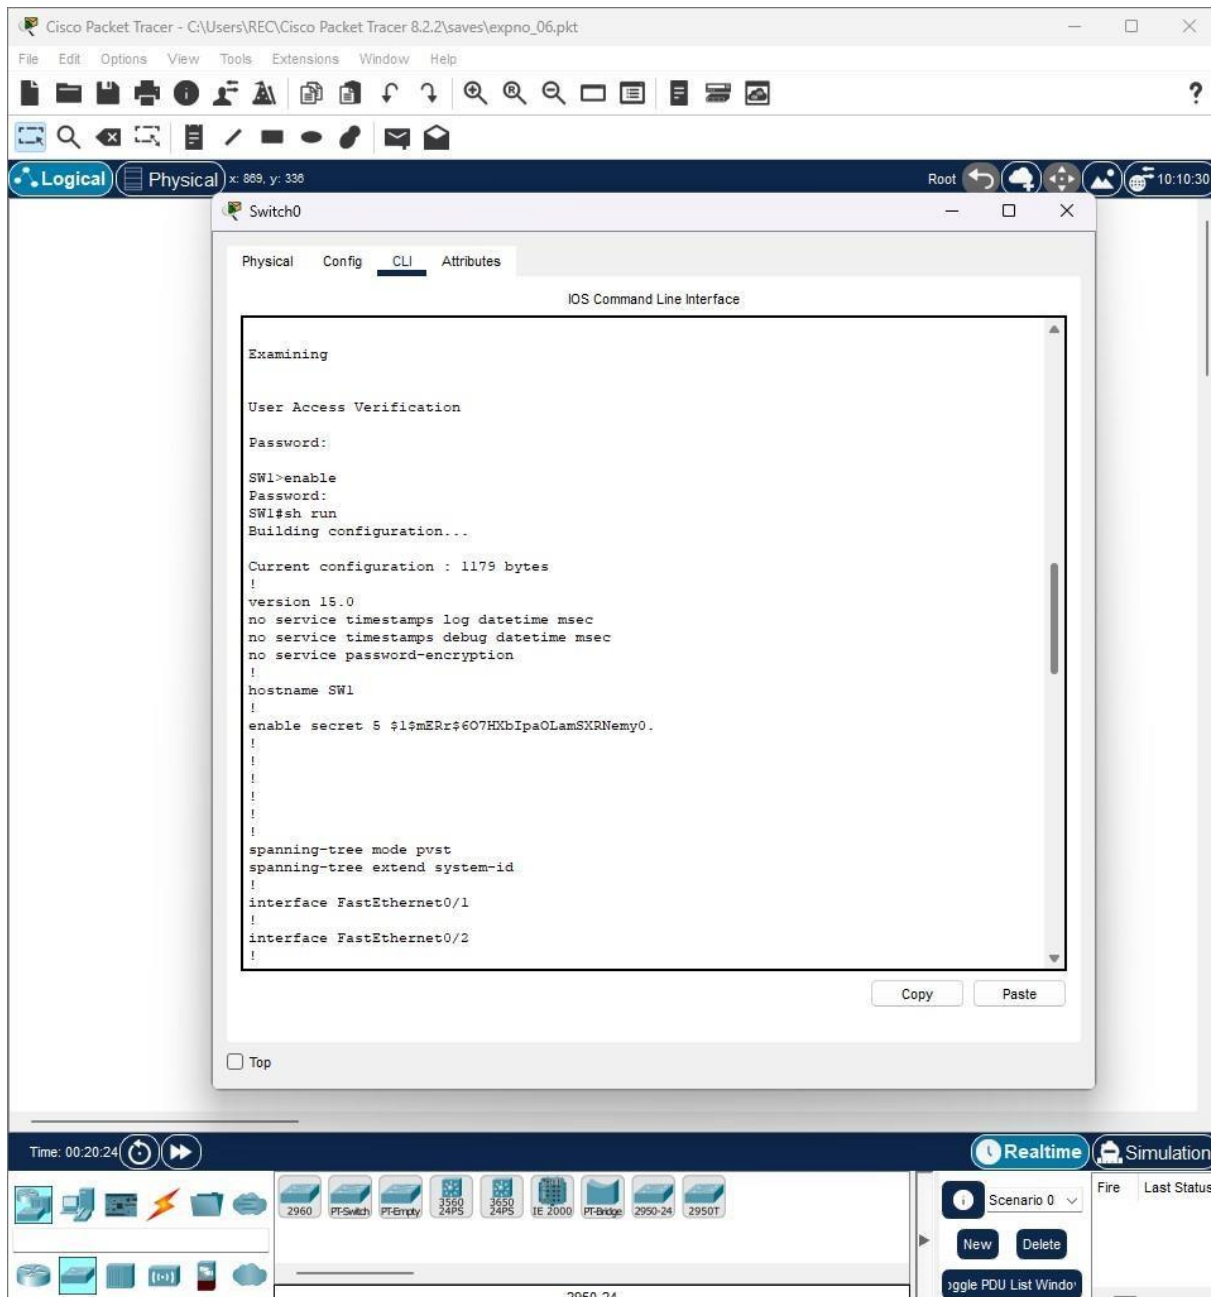 Cisco Packet Tracer - C:\Users\REC\Cisco Packet Tracer 8.2.2\saves\expno_06.pkt
File Edit Options View Tools Extensions Window Help
?
Logical Physical x: 869, y: 336 Root 10:10:30
Switch0
Physical Config CLI Attributes
IOS Command Line Interface
Examining
User Access Verification
Password:
SW1>enable
Password:
SW1#sh run
Building configuration...
Current configuration : 1179 bytes
!
version 15.0
no service timestamps log datetime msec
no service timestamps debug datetime msec
no service password-encryption
!
hostname SW1
!
enable secret 5 $1$mERr$6O7HXbIpaOLamSXRNemy0.
!
!
!
!
!
!
spanning-tree mode pvst
spanning-tree extend system-id
!
interface FastEthernet0/1
!
interface FastEthernet0/2
!
Copy Paste
Top
Time: 00:20:24 Realtime Simulation
2960 PT-Switch PT-Empty 3560 24PS 3650 24PS IE 2000 PT-Bridge 2950-24 2950T
Scenario 0 Fire Last Status
New Delete
oggle PDU List Windo
2950-24